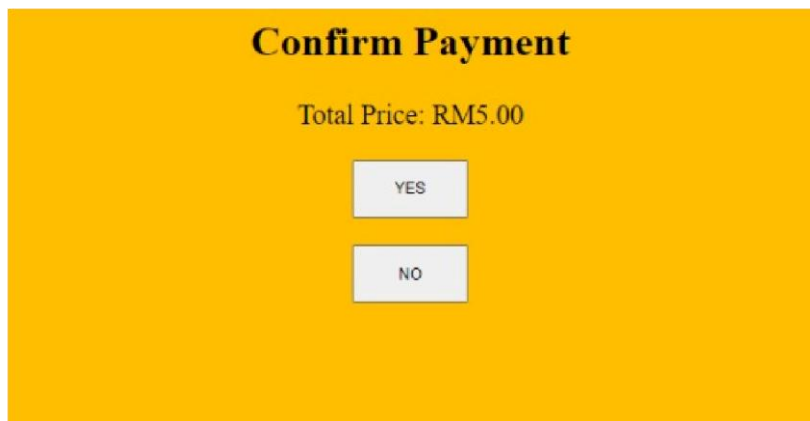 Confirm Payment
Total Price: RM5.00
YES
NO